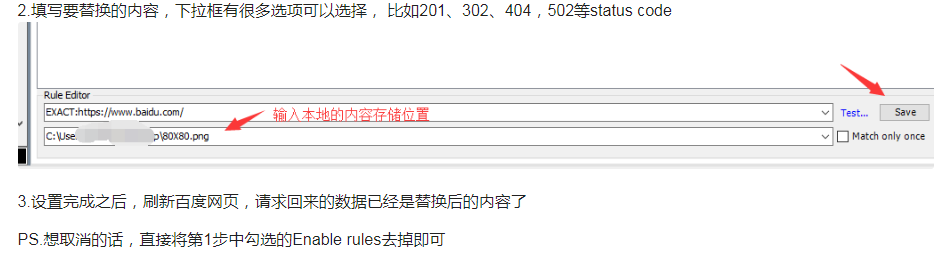 2.填写要替换的内容，下拉框有很多选项可以选择， 比如201、302、404，502等status code
Rule Editor
EXACT:https://www.baidu.com/
输入本地的内容存储位置
Test...
Save
C:\Use
p\80X80.png
Match only once
3.设置完成之后，刷新百度网页，请求回来的数据已经是替换后的内容了
PS.想取消的话，直接将第1步中勾选的Enable rules去掉即可